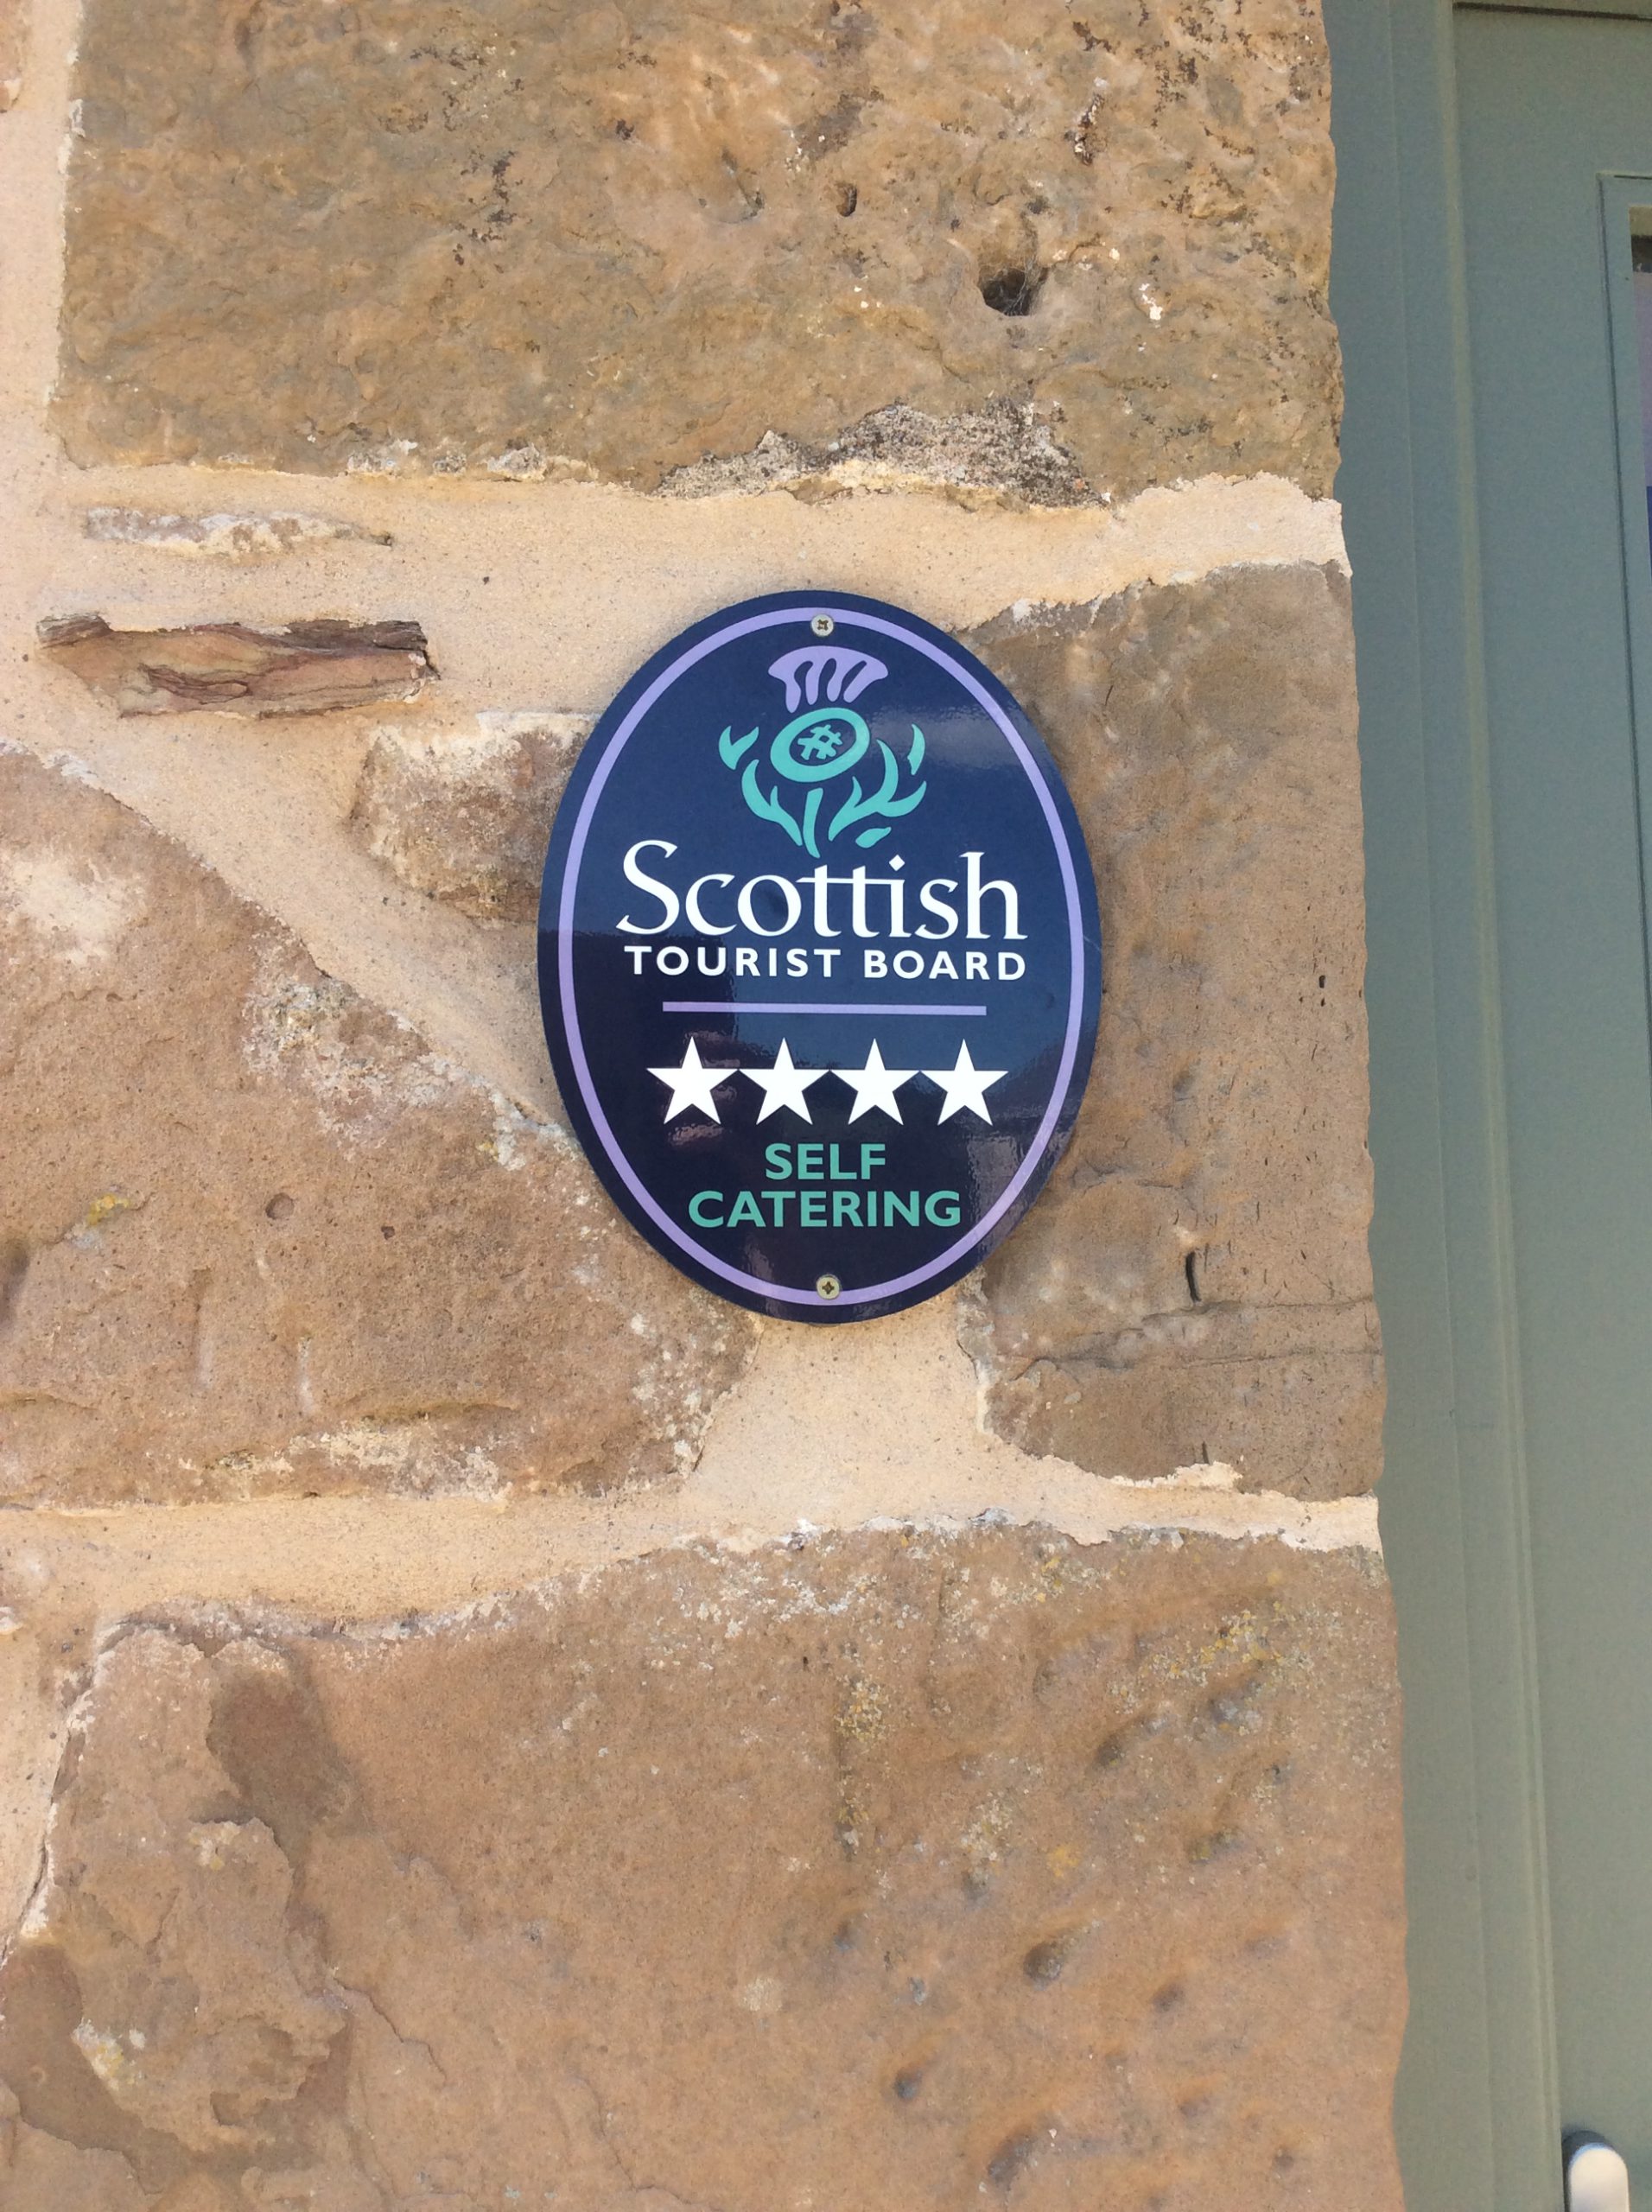 Scottish
TOURIST BOARD
SELF
CATERING